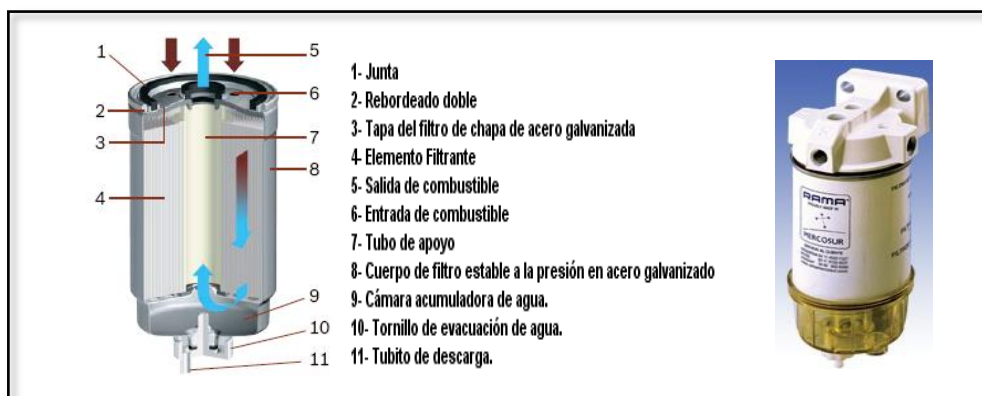 1
2
3
4
5
6
7
8
9
10
11
1- Junta
2- Rebordeado doble
3- Tapa del filtro de chapa de acero galvanizada
4- Elemento Filtrante
5- Salida de combustible
6- Entrada de combustible
7- Tubo de apoyo
8- Cuerpo de filtro estable a la presión en acero galvanizado
9- Cámara acumuladora de agua.
10- Tornillo de evacuación de agua.
11- Tubito de descarga.
RAMA
MERCOSUR